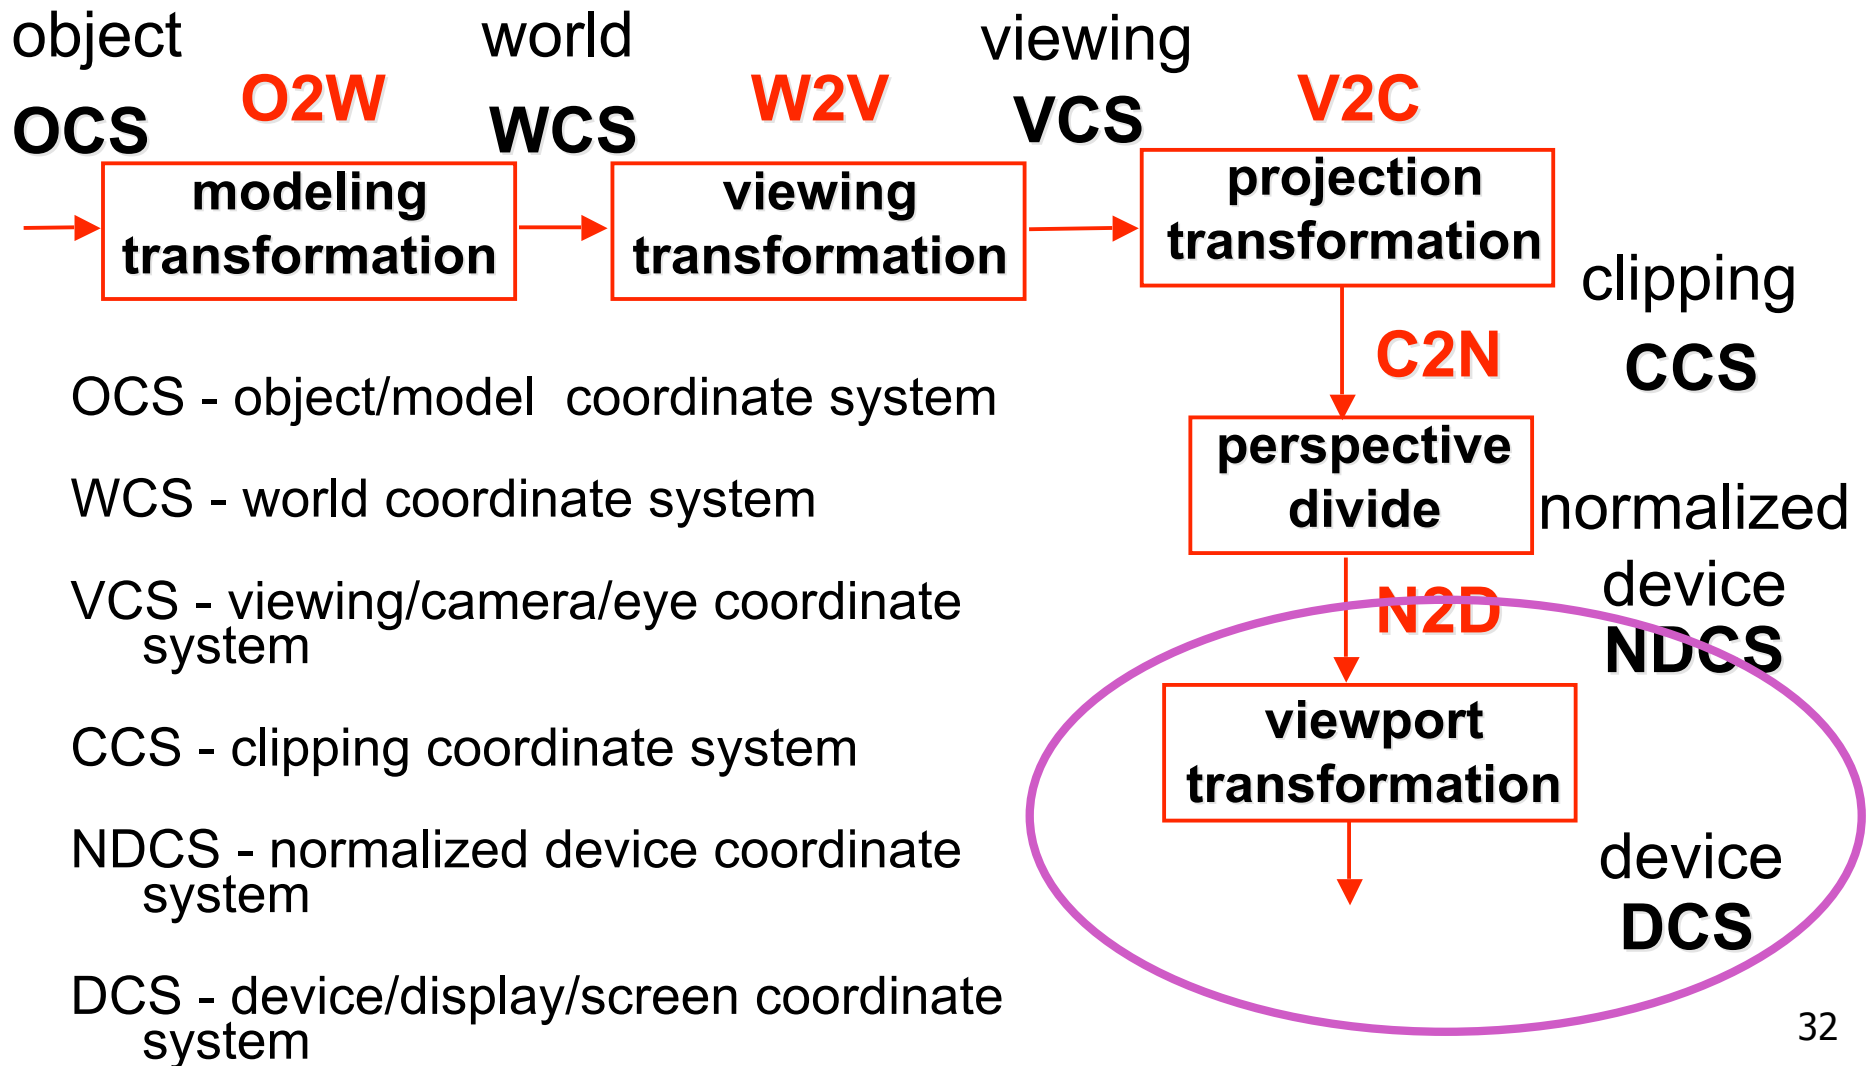 object
world
viewing
O2W
W2V
V2C
OCS
WCS
VCS
modeling
transformation
viewing
transformation
projection
transformation
clipping
CCS
C2N
perspective
divide
normalized
device
NDCS
N2D
viewport
transformation
device
DCS
OCS - object/model coordinate system
WCS - world coordinate system
VCS - viewing/camera/eye coordinate
system
CCS - clipping coordinate system
NDCS - normalized device coordinate
system
DCS - device/display/screen coordinate
system
32